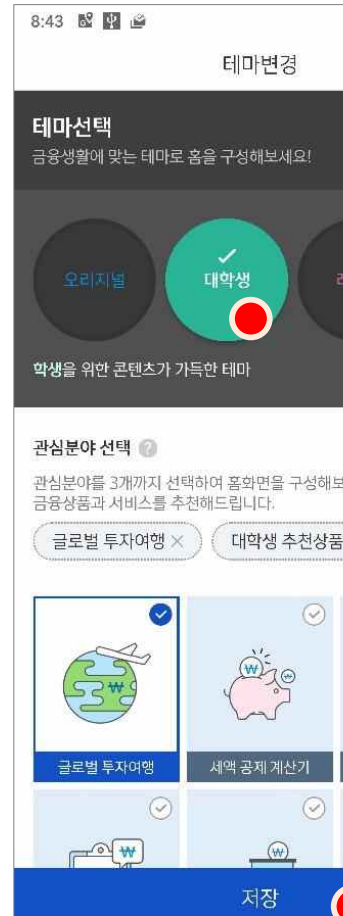 8:43
테마변경
테마선택
금융생활에 맞는 테마로 홈을 구성해보세요!
오리지널
대학생
학생을 위한 콘텐츠가 가득한 테마
관심분야 선택 ?
관심분야를 3개까지 선택하여 홈화면을 구성해보
금융상품과 서비스를 추천해드립니다.
글로벌 투자여행 × 대학생 추천상품
글로벌 투자여행 세액 공제 계산기
저장